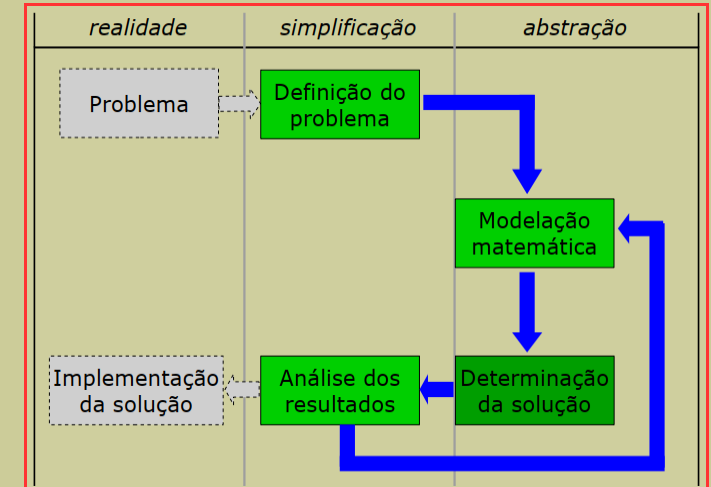 realidade
simplificação
abstração
Problema
Definição do
problema
Modelação
matemática
Implementação
da solução
Análise dos
resultados
Determinação
da solução